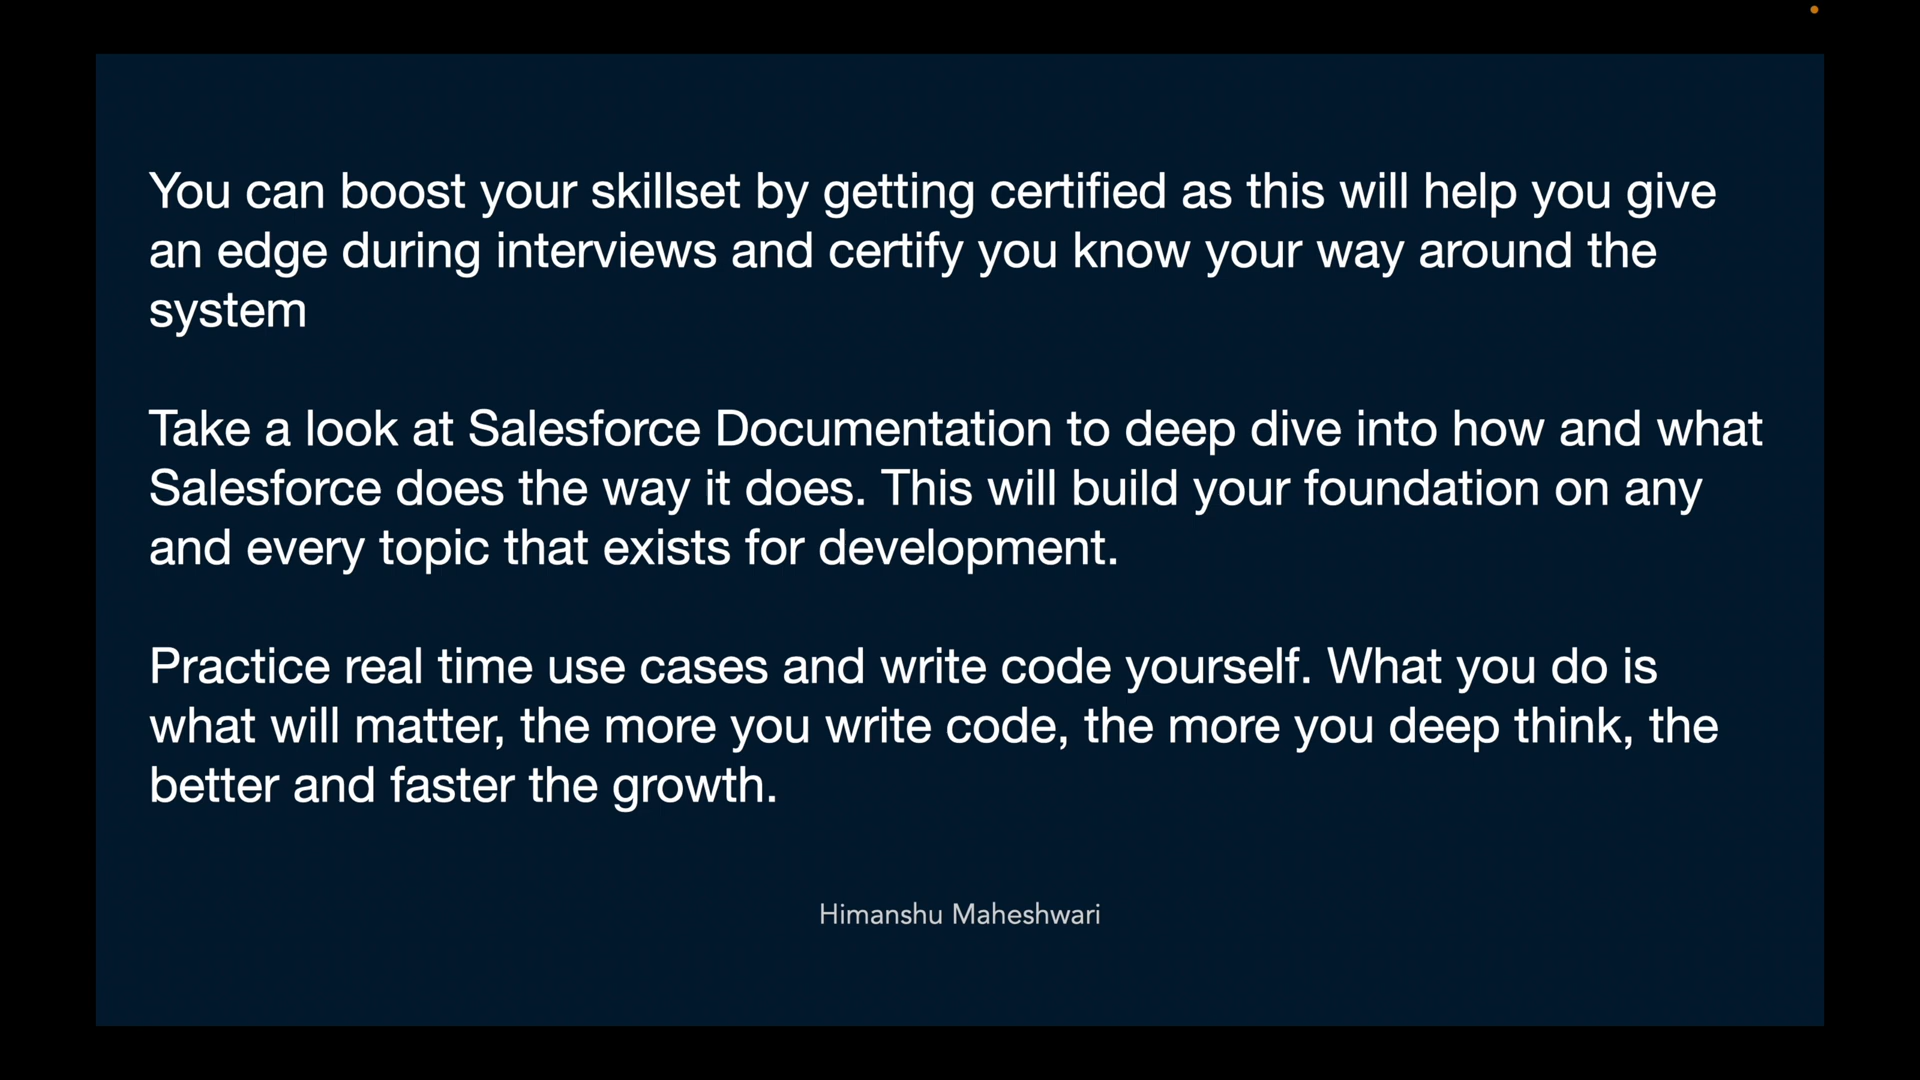 You can boost your skillset by getting certified as this will help you give
an edge during interviews and certify you know your way around the
system
Take a look at Salesforce Documentation to deep dive into how and what
Salesforce does the way it does. This will build your foundation on any
and every topic that exists for development.
Practice real time use cases and write code yourself. What you do is
what will matter, the more you write code, the more you deep think, the
better and faster the growth.
Himanshu Maheshwari